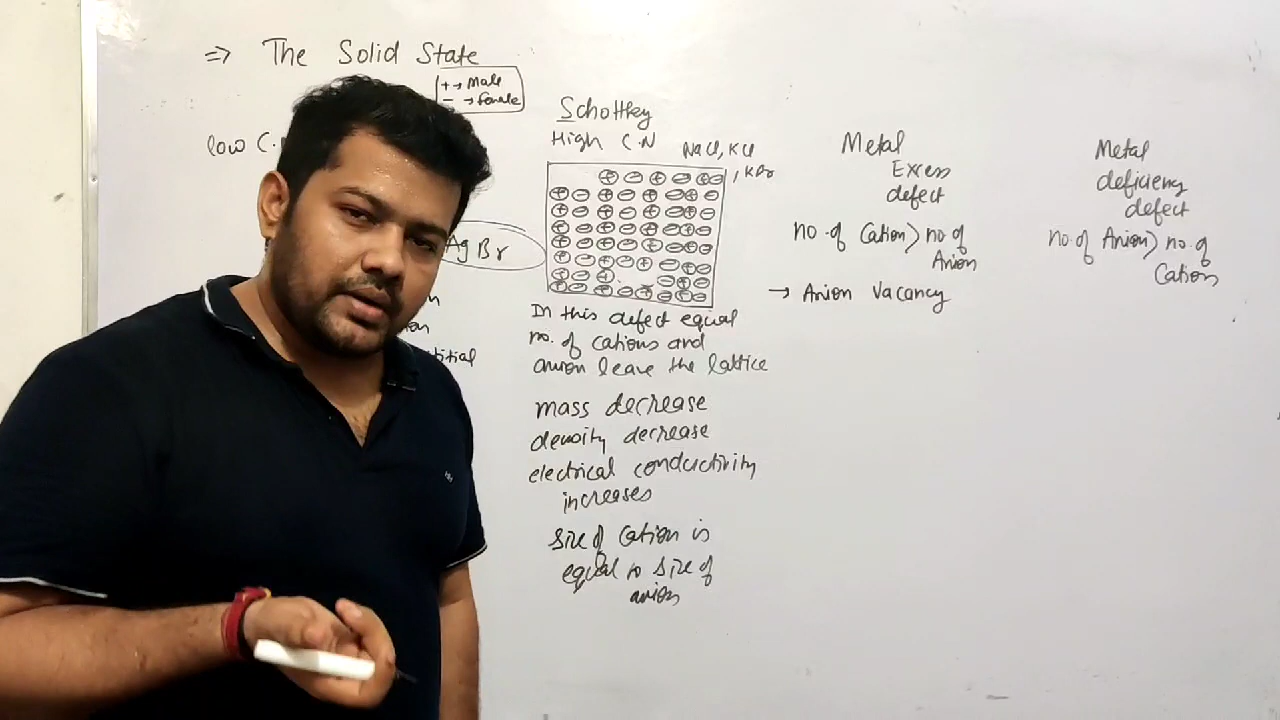 ⇒ The Solid State
+ → Male
- → female
low C.
AgBr
Schottky
High C.N
NaCl, KCl
, KBr
In this defect equal
no. of cations and
anion leave the lattice
mass decrease
density decrease
electrical conductivity
increases
size of cation is
equal to size of
anion
Metal
Excess
defect
no. of Cation > no of
Anion
→ Anion Vacancy
Metal
deficiency
defect
no. of Anion > no. of
Cation